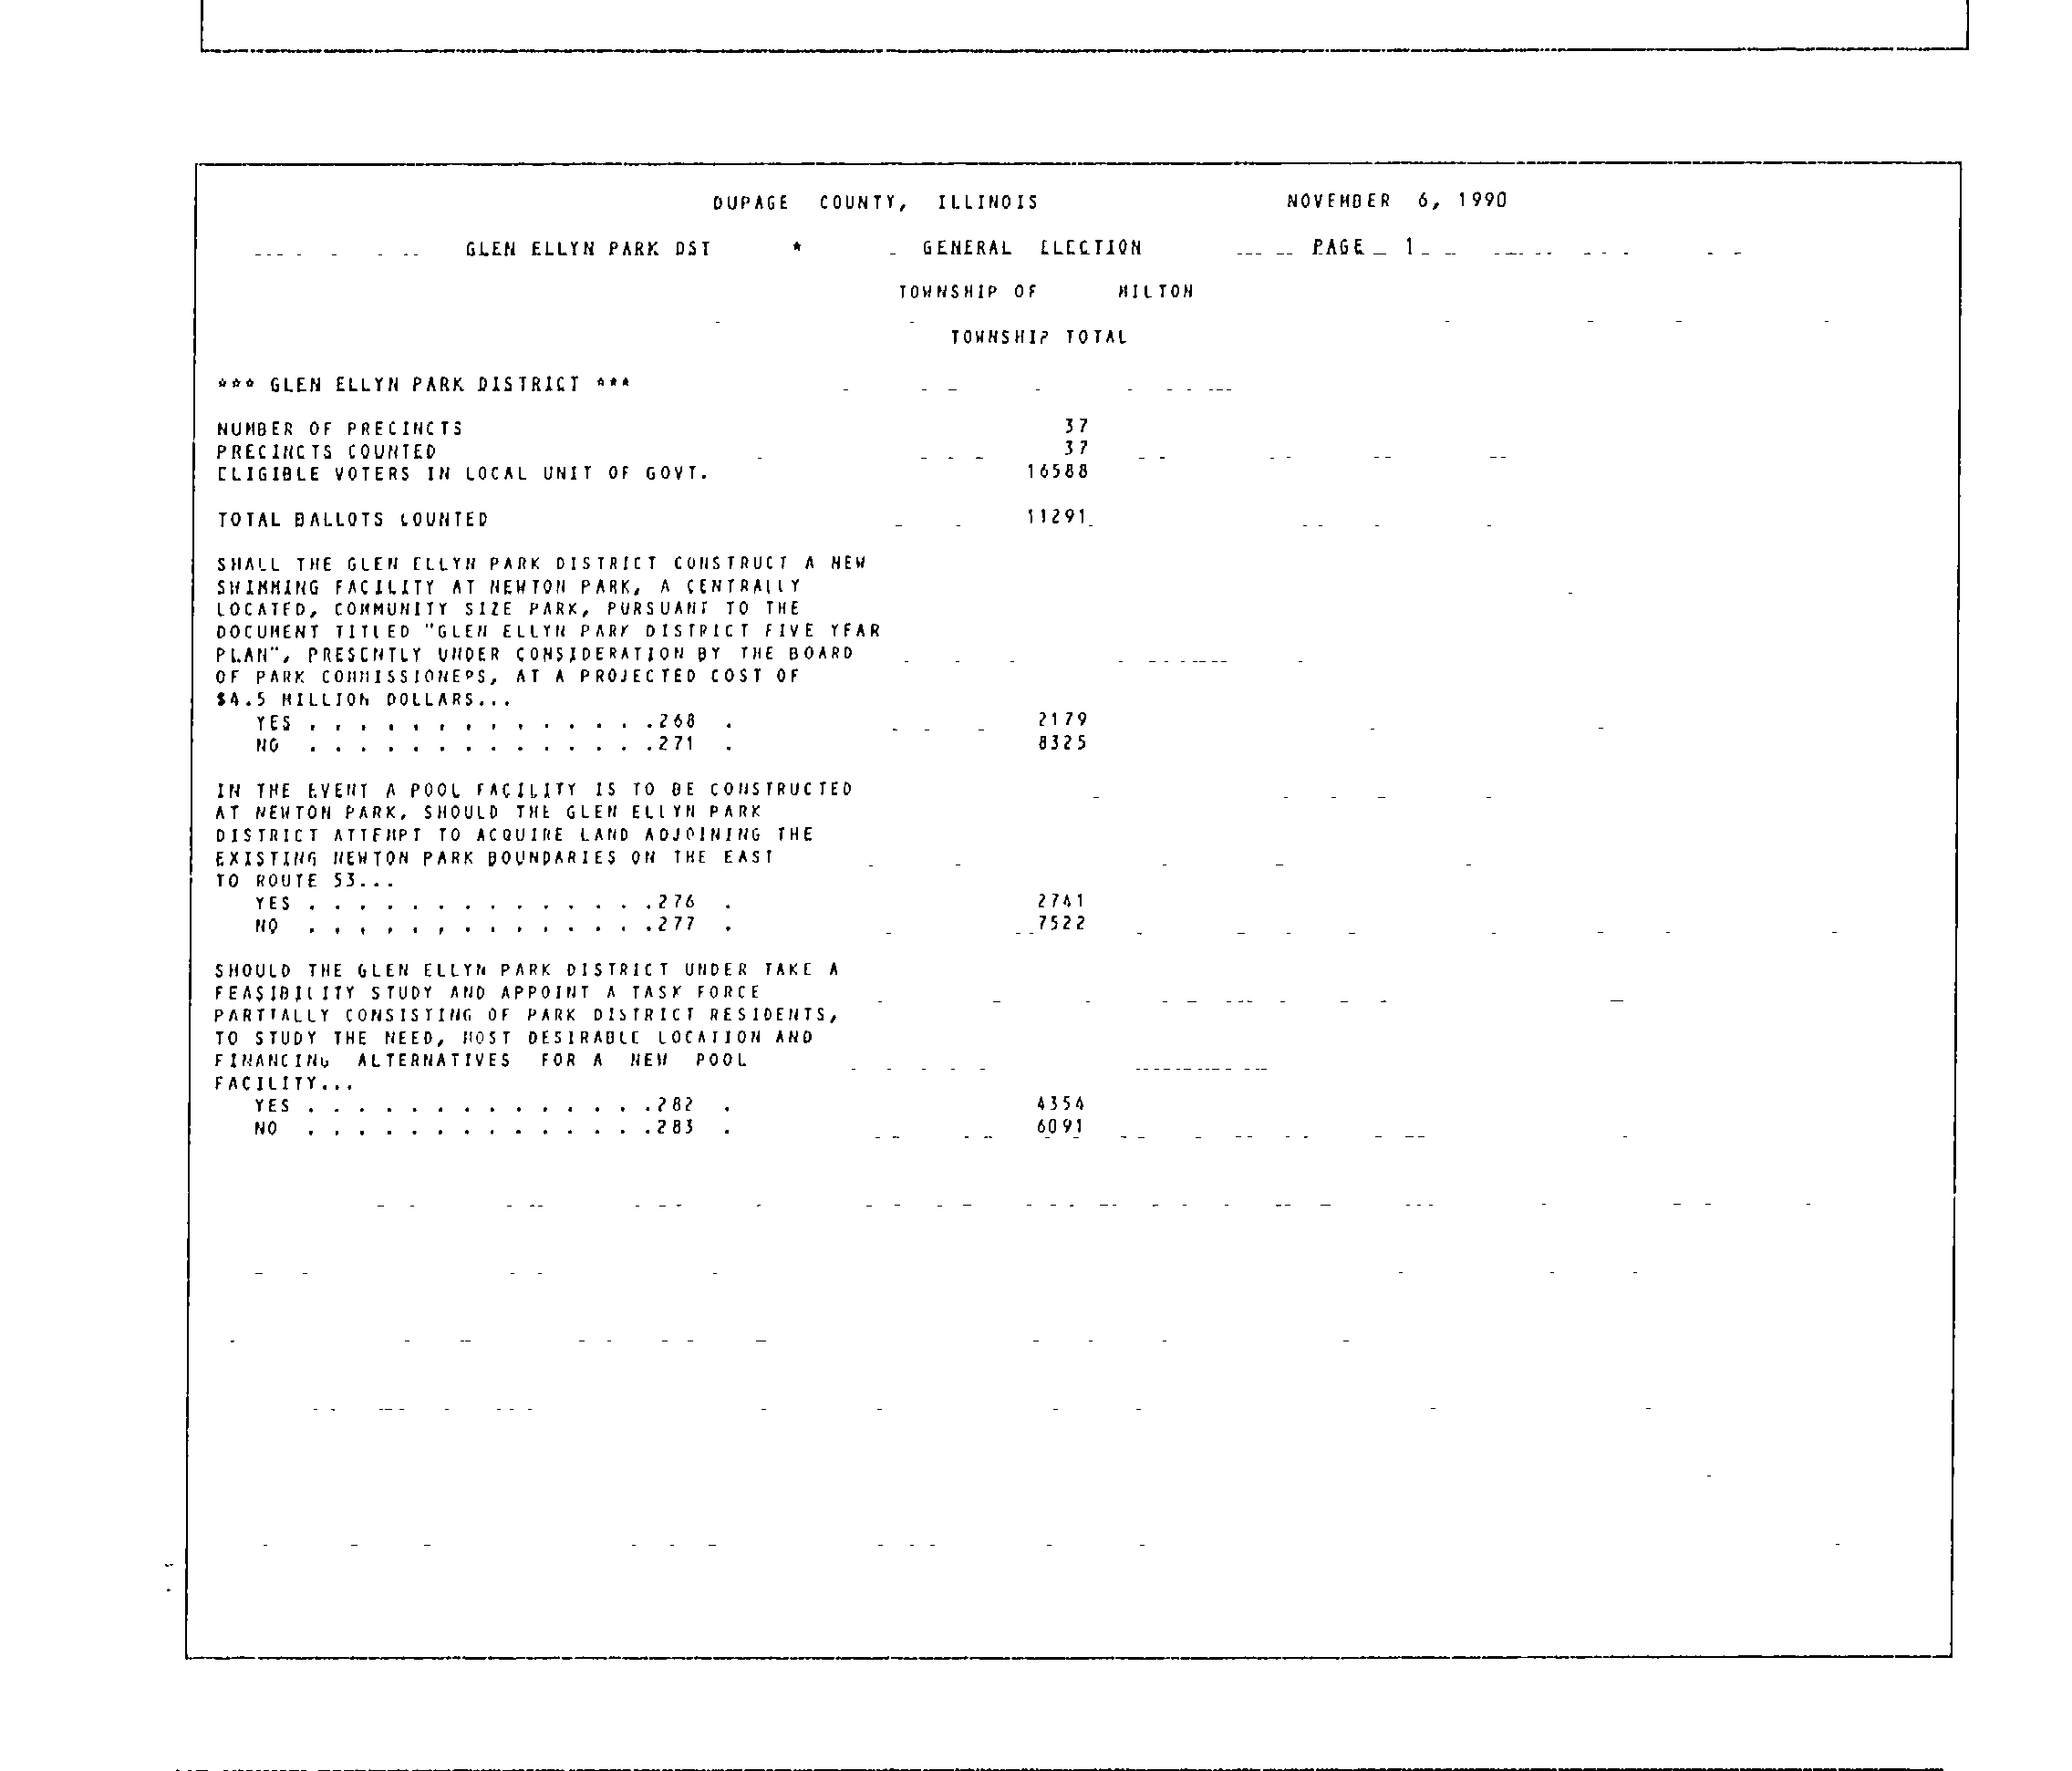 DUPAGE COUNTY, ILLINOIS NOVEMBER 6, 1990
GLEN ELLYN PARK DST * GENERAL ELECTION PAGE 1
TOWNSHIP OF MILTON
TOWNSHIP TOTAL
*** GLEN ELLYN PARK DISTRICT ***
NUMBER OF PRECINCTS 37
PRECINCTS COUNTED 37
ELIGIBLE VOTERS IN LOCAL UNIT OF GOVT. 16588
TOTAL BALLOTS COUNTED 11291
SHALL THE GLEN ELLYN PARK DISTRICT CONSTRUCT A NEW
SWIMMING FACILITY AT NEWTON PARK, A CENTRALLY
LOCATED, COMMUNITY SIZE PARK, PURSUANT TO THE
DOCUMENT TITLED "GLEN ELLYN PARK DISTRICT FIVE YEAR
PLAN", PRESENTLY UNDER CONSIDERATION BY THE BOARD
OF PARK COMMISSIONERS, AT A PROJECTED COST OF
$4.5 MILLION DOLLARS...
YES . . . . . . . . . . . . . .268 . 2179
NO . . . . . . . . . . . . . .271 . 8325
IN THE EVENT A POOL FACILITY IS TO BE CONSTRUCTED
AT NEWTON PARK, SHOULD THE GLEN ELLYN PARK
DISTRICT ATTEMPT TO ACQUIRE LAND ADJOINING THE
EXISTING NEWTON PARK BOUNDARIES ON THE EAST
TO ROUTE 53...
YES . . . . . . . . . . . . . .276 . 2741
NO . . . . . . . . . . . . . .277 . 7522
SHOULD THE GLEN ELLYN PARK DISTRICT UNDER TAKE A
FEASIBILITY STUDY AND APPOINT A TASK FORCE
PARTIALLY CONSISTING OF PARK DISTRICT RESIDENTS,
TO STUDY THE NEED, MOST DESIRABLE LOCATION AND
FINANCING ALTERNATIVES FOR A NEW POOL
FACILITY...
YES . . . . . . . . . . . . . .282 . 4354
NO . . . . . . . . . . . . . .283 . 6091